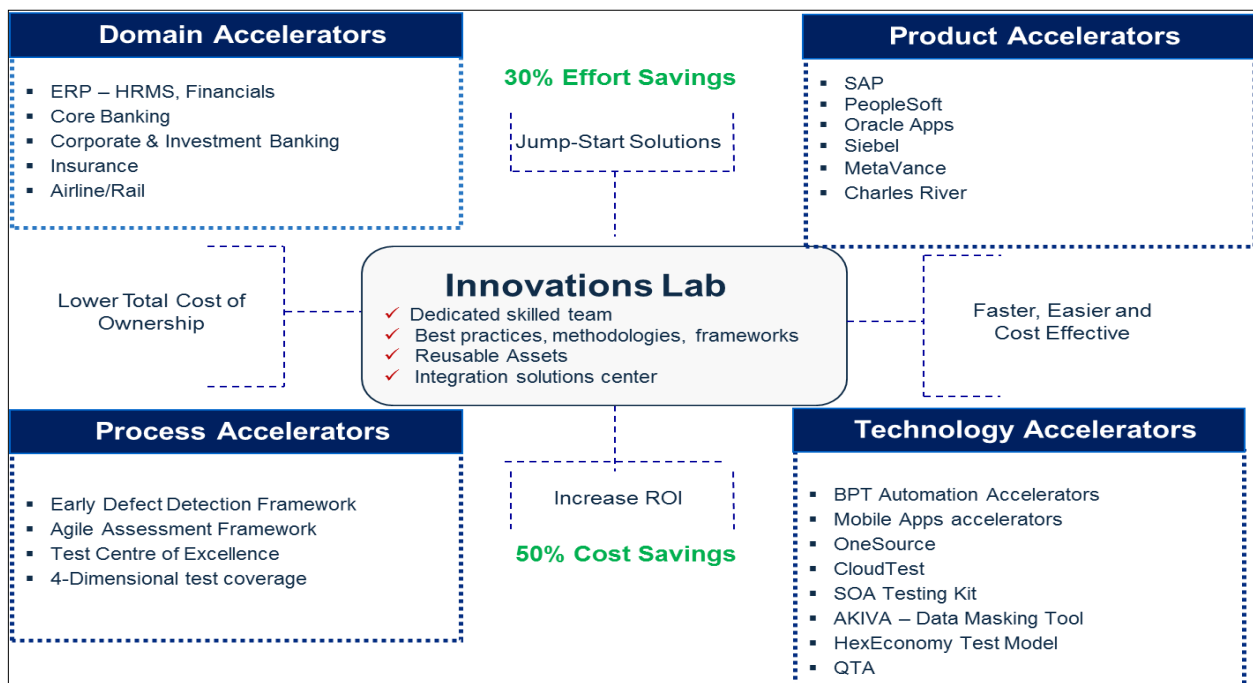 Domain Accelerators
ERP – HRMS, Financials
Core Banking
Corporate & Investment Banking
Insurance
Airline/Rail
30% Effort Savings
Jump-Start Solutions
Product Accelerators
SAP
PeopleSoft
Oracle Apps
Siebel
MetaVance
Charles River
Lower Total Cost of
Ownership
Innovations Lab
Dedicated skilled team
Best practices, methodologies, frameworks
Reusable Assets
Integration solutions center
Faster, Easier and
Cost Effective
Process Accelerators
Early Defect Detection Framework
Agile Assessment Framework
Test Centre of Excellence
4-Dimensional test coverage
Increase ROI
50% Cost Savings
Technology Accelerators
BPT Automation Accelerators
Mobile Apps accelerators
OneSource
CloudTest
SOA Testing Kit
AKIVA – Data Masking Tool
HexEconomy Test Model
QTA